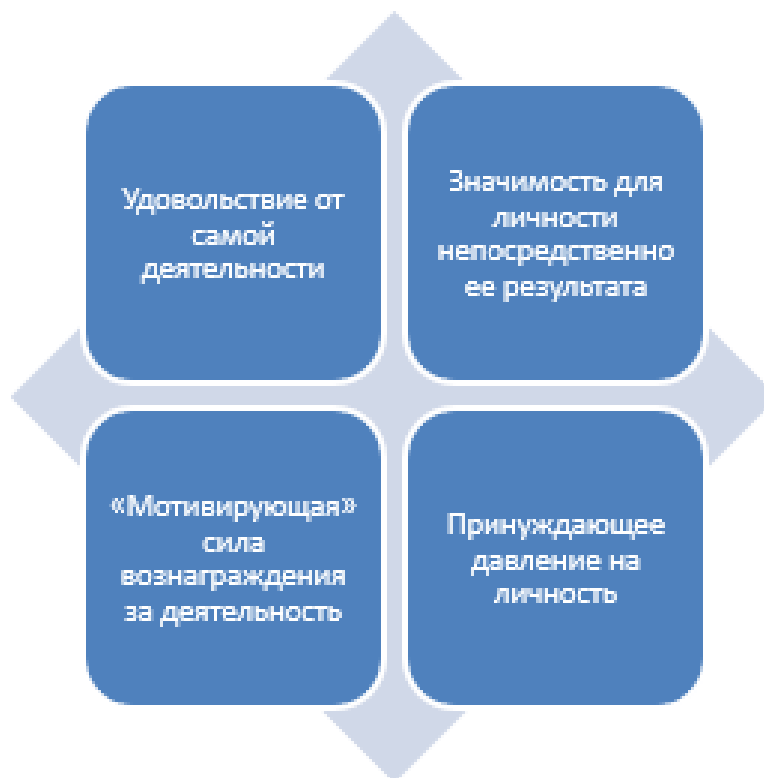 Удовольствие от
самой
деятельности
Значимость для
личности
непосредственно
ее результата
«Мотивирующая»
сила
вознаграждения
за деятельность
Принуждающее
давление на
личность